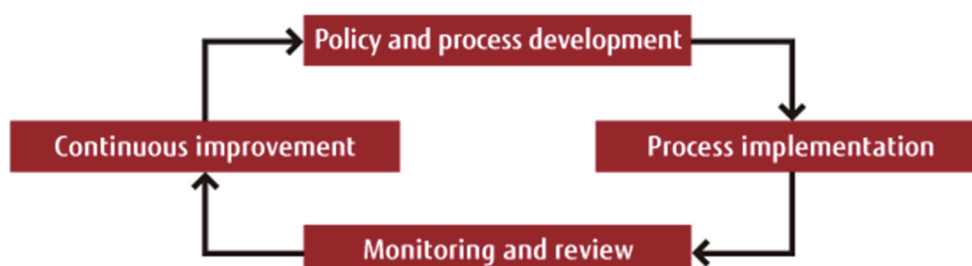 Policy and process development
Continuous improvement
Process implementation
Monitoring and review